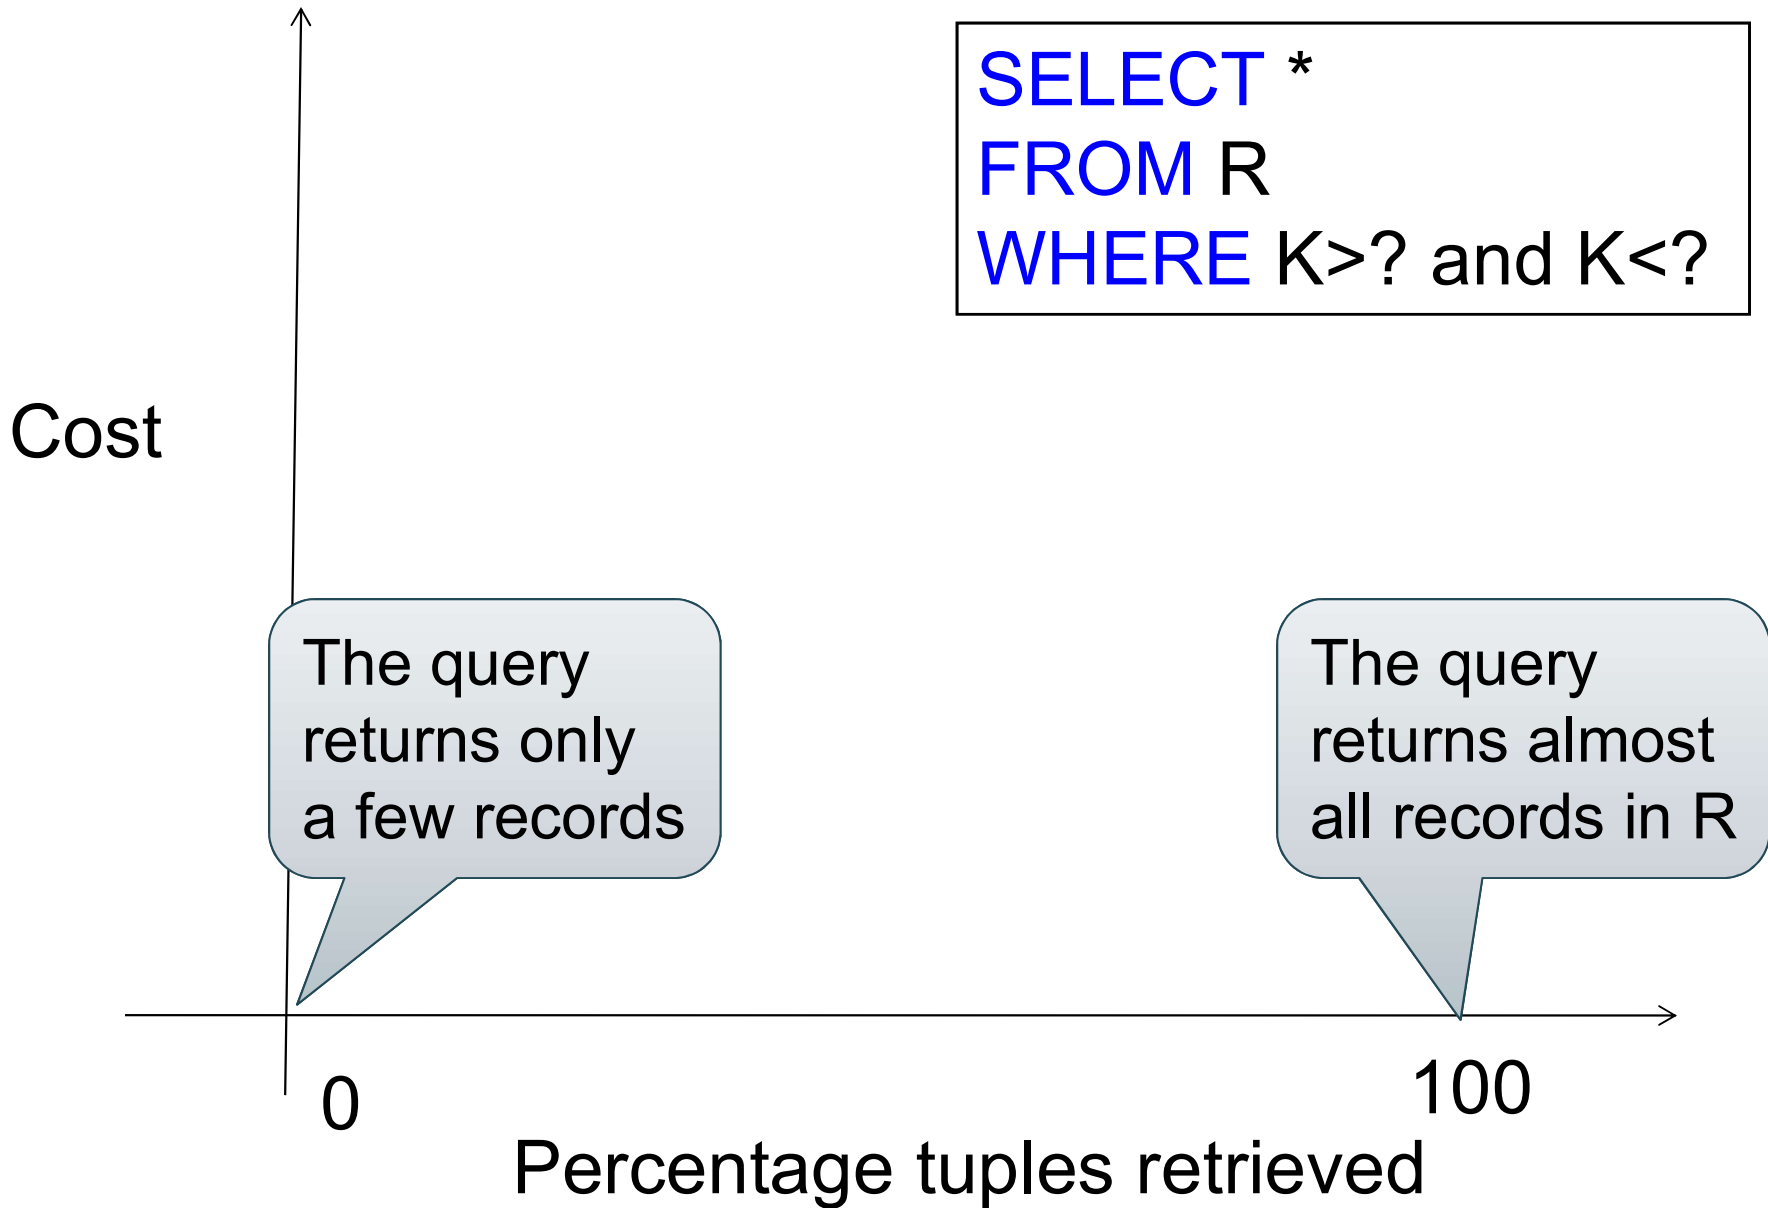 SELECT *
FROM R
WHERE K>? and K<?
Cost
The query
returns only
a few records
The query
returns almost
all records in R
0
100
Percentage tuples retrieved